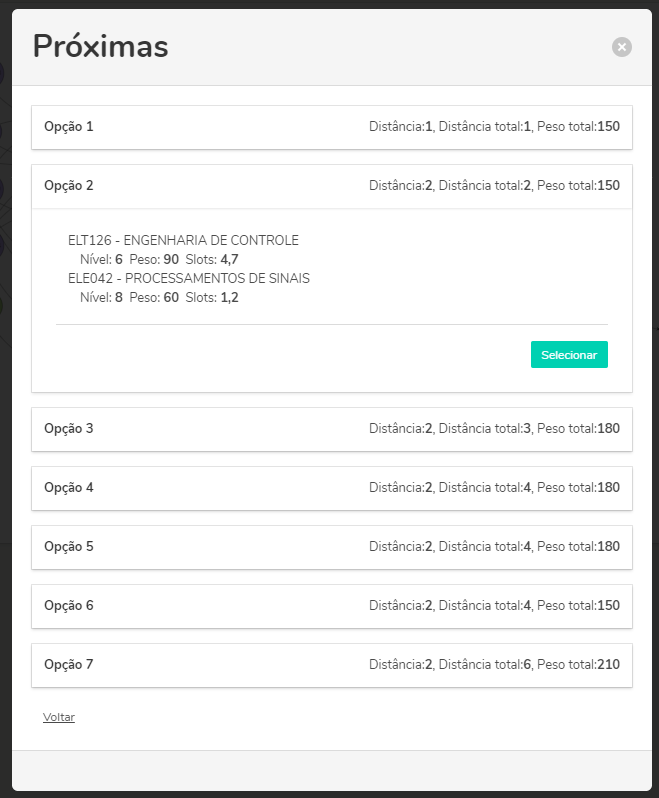 Próximas
Opção 1 Distância:1, Distância total:1, Peso total:150
Opção 2 Distância:2, Distância total:2, Peso total:150
ELT126 - ENGENHARIA DE CONTROLE
Nível: 6 Peso: 90 Slots: 4,7
ELE042 - PROCESSAMENTOS DE SINAIS
Nível: 8 Peso: 60 Slots: 1,2
Selecionar
Opção 3 Distância:2, Distância total:3, Peso total:180
Opção 4 Distância:2, Distância total:4, Peso total:180
Opção 5 Distância:2, Distância total:4, Peso total:180
Opção 6 Distância:2, Distância total:4, Peso total:150
Opção 7 Distância:2, Distância total:6, Peso total:210
Voltar